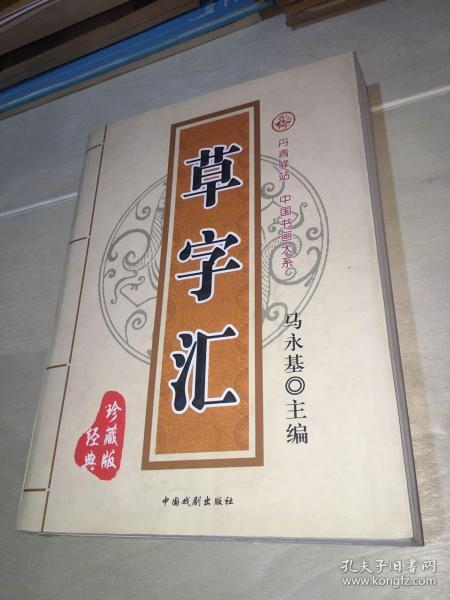 丹青驿站 中国书画大系
草字汇
马永基◎主编
珍藏版
经典
中国戏剧出版社
孔夫子旧书网
www.kongfz.com